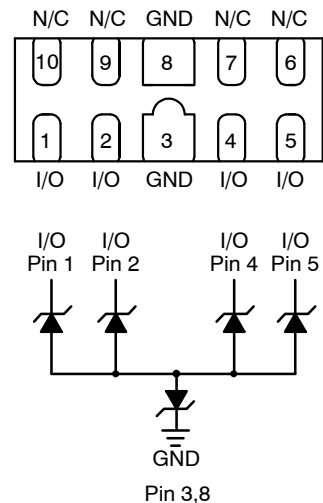 N/C N/C GND N/C N/C
10 9 8 7 6
1 2 3 4 5
I/O I/O GND I/O I/O
I/O I/O I/O I/O
Pin 1 Pin 2 Pin 4 Pin 5
GND
Pin 3,8